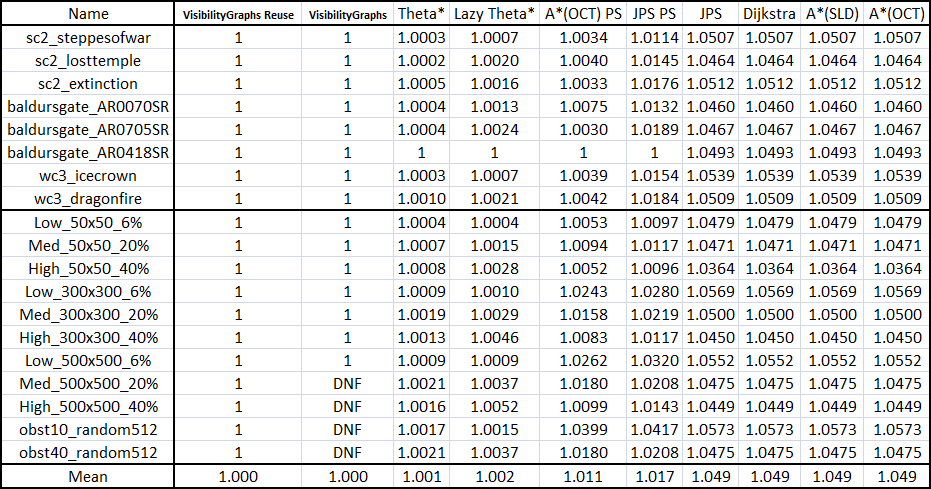 Name VisibilityGraphs Reuse VisibilityGraphs Theta* Lazy Theta* A*(OCT) PS JPS PS JPS Dijkstra A*(SLD) A*(OCT)
sc2_steppesofwar 1 1 1.0003 1.0007 1.0034 1.0114 1.0507 1.0507 1.0507 1.0507
sc2_losttemple 1 1 1.0002 1.0020 1.0040 1.0145 1.0464 1.0464 1.0464 1.0464
sc2_extinction 1 1 1.0005 1.0016 1.0033 1.0176 1.0512 1.0512 1.0512 1.0512
baldursgate_AR0070SR 1 1 1.0004 1.0013 1.0075 1.0132 1.0460 1.0460 1.0460 1.0460
baldursgate_AR0705SR 1 1 1.0004 1.0024 1.0030 1.0189 1.0467 1.0467 1.0467 1.0467
baldursgate_AR0418SR 1 1 1 1 1 1 1.0493 1.0493 1.0493 1.0493
wc3_icecrown 1 1 1.0003 1.0007 1.0039 1.0154 1.0539 1.0539 1.0539 1.0539
wc3_dragonfire 1 1 1.0010 1.0021 1.0042 1.0184 1.0509 1.0509 1.0509 1.0509
Low_50x50_6% 1 1 1.0004 1.0004 1.0053 1.0097 1.0479 1.0479 1.0479 1.0479
Med_50x50_20% 1 1 1.0007 1.0015 1.0094 1.0117 1.0471 1.0471 1.0471 1.0471
High_50x50_40% 1 1 1.0008 1.0028 1.0052 1.0096 1.0364 1.0364 1.0364 1.0364
Low_300x300_6% 1 1 1.0009 1.0010 1.0243 1.0280 1.0569 1.0569 1.0569 1.0569
Med_300x300_20% 1 1 1.0019 1.0029 1.0158 1.0219 1.0500 1.0500 1.0500 1.0500
High_300x300_40% 1 1 1.0013 1.0046 1.0083 1.0117 1.0450 1.0450 1.0450 1.0450
Low_500x500_6% 1 1 1.0009 1.0009 1.0262 1.0320 1.0552 1.0552 1.0552 1.0552
Med_500x500_20% 1 DNF 1.0021 1.0037 1.0180 1.0208 1.0475 1.0475 1.0475 1.0475
High_500x500_40% 1 DNF 1.0016 1.0052 1.0099 1.0143 1.0449 1.0449 1.0449 1.0449
obst10_random512 1 DNF 1.0017 1.0015 1.0399 1.0417 1.0573 1.0573 1.0573 1.0573
obst40_random512 1 DNF 1.0021 1.0037 1.0180 1.0208 1.0475 1.0475 1.0475 1.0475
Mean 1.000 1.000 1.001 1.002 1.011 1.017 1.049 1.049 1.049 1.049